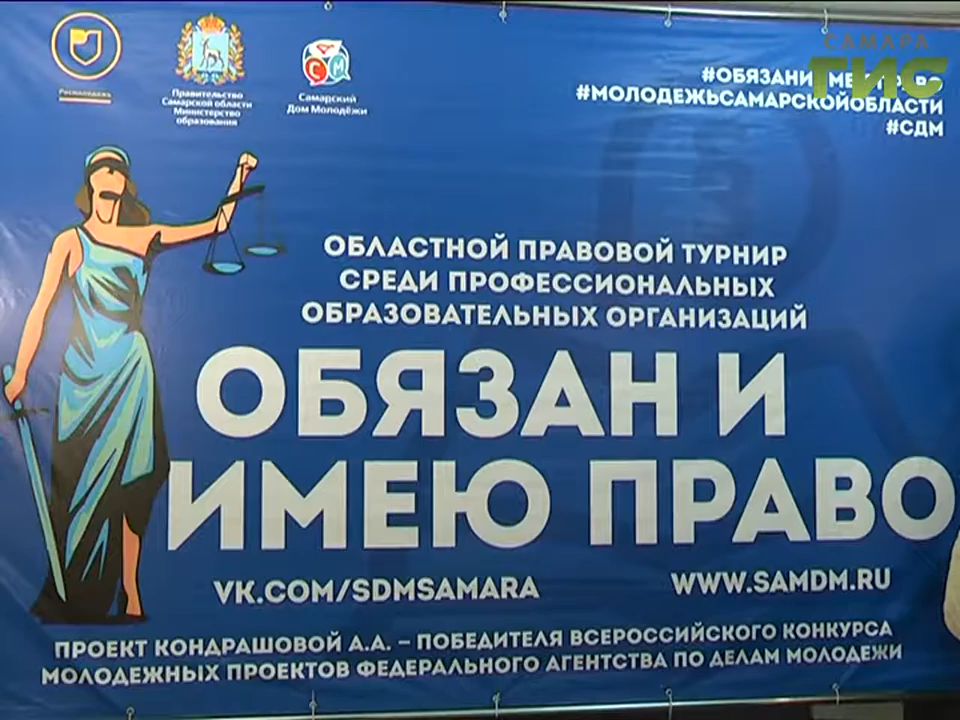 Росмолодежь
Правительство
Самарской области
Министерство
образования
СМ
Самарский
Дом Молодёжи
САМАРА
ГИС
#МОЛОДЕЖЬСАМАРСКОЙОБЛАСТИ
#СДМ
ОБЛАСТНОЙ ПРАВОВОЙ ТУРНИР
СРЕДИ ПРОФЕССИОНАЛЬНЫХ
ОБРАЗОВАТЕЛЬНЫХ ОРГАНИЗАЦИЙ
ОБЯЗАН И
ИМЕЮ ПРАВО
VK.COM/SDMSAMARA
WWW.SAMDM.RU
ПРОЕКТ КОНДРАШОВОЙ А.А. – ПОБЕДИТЕЛЯ ВСЕРОССИЙСКОГО КОНКУРСА
МОЛОДЕЖНЫХ ПРОЕКТОВ ФЕДЕРАЛЬНОГО АГЕНТСТВА ПО ДЕЛАМ МОЛОДЕЖИ